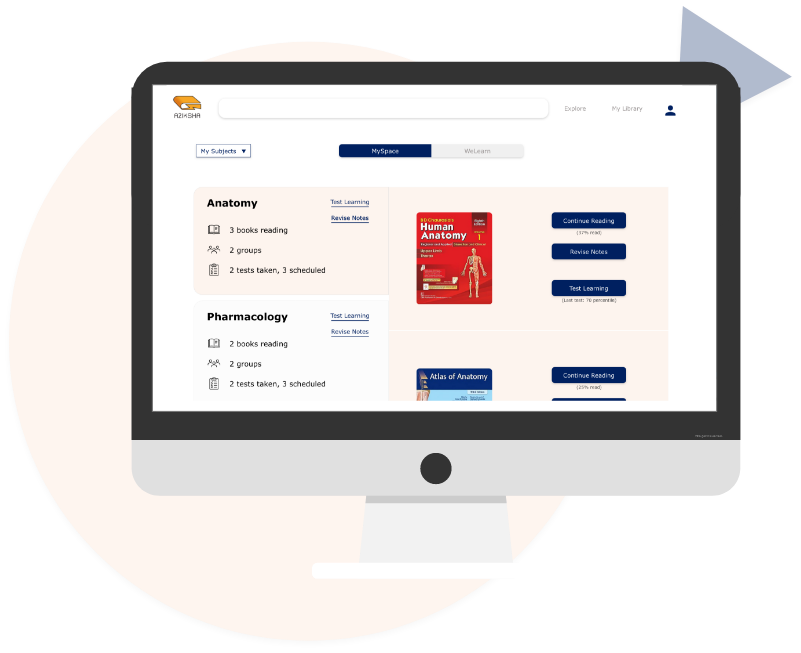 AZIKSHA
Explore
My Library
My Subjects ▼
MySpace
WeLearn
Anatomy
Test Learning
Revise Notes
3 books reading
2 groups
2 tests taken, 3 scheduled
Pharmacology
Test Learning
Revise Notes
2 books reading
2 groups
2 tests taken, 3 scheduled
BD Chaurasia's
Human
Anatomy
1
Continue Reading
(37% read)
Revise Notes
Test Learning
(Last test: 78 percentile)
Atlas of Anatomy
Continue Reading
(25% read)